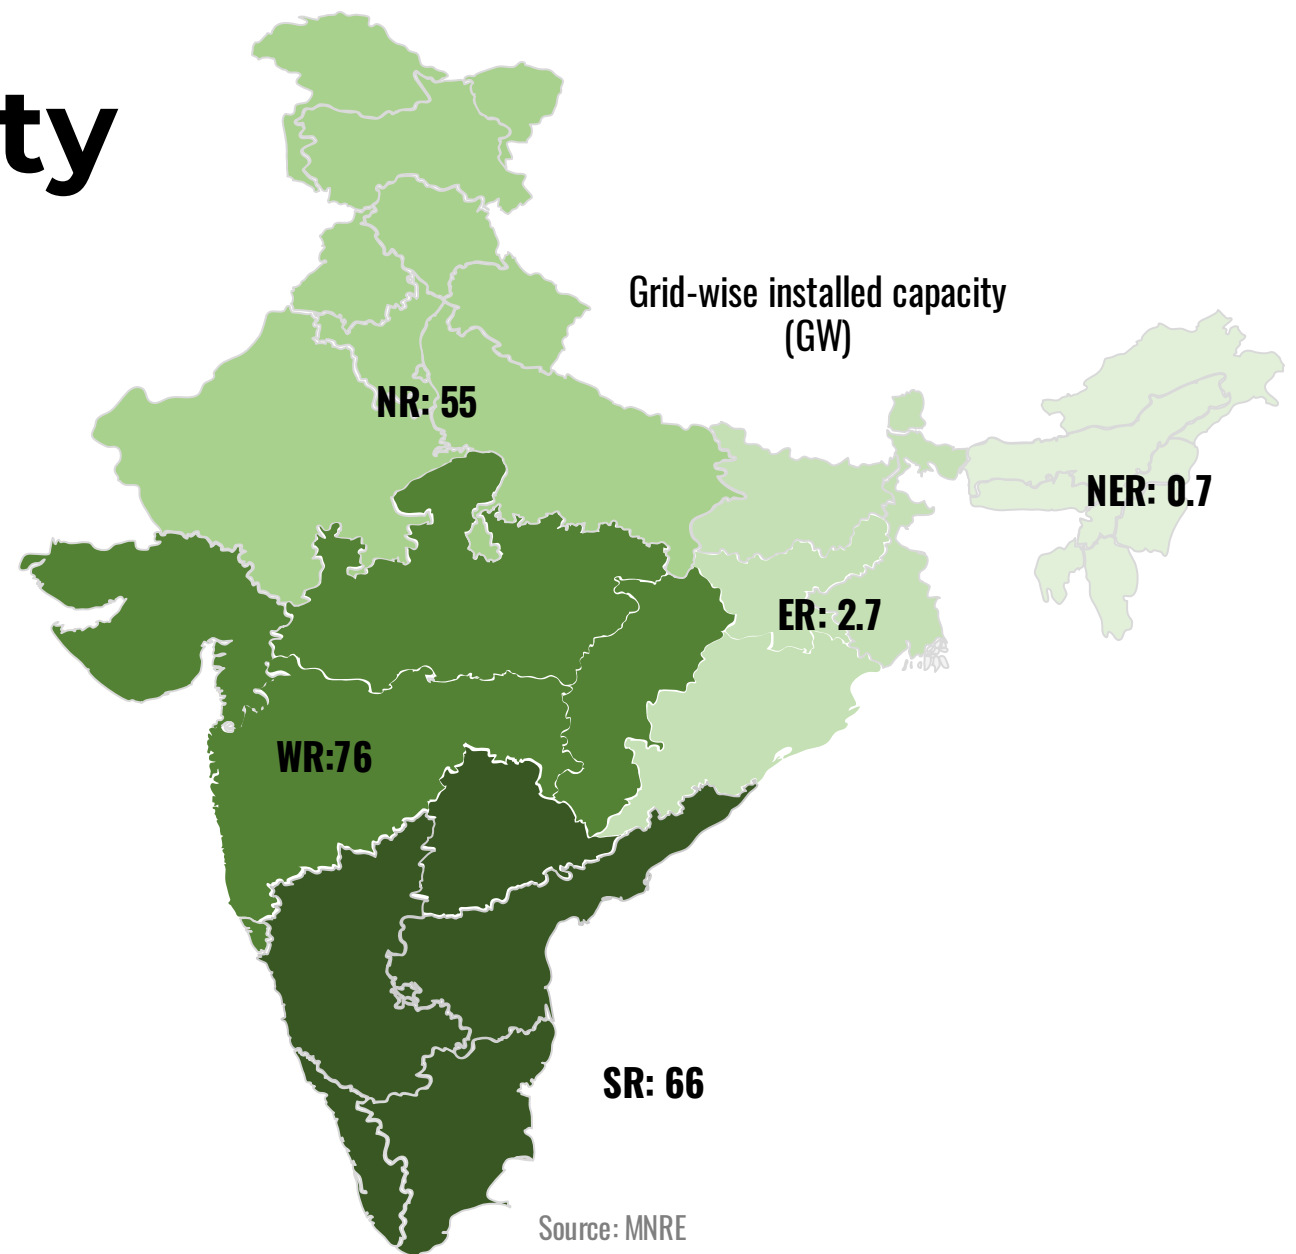 ty
Grid-wise installed capacity
(GW)
NR: 55
NER: 0.7
ER: 2.7
WR:76
SR: 66
Source: MNRE